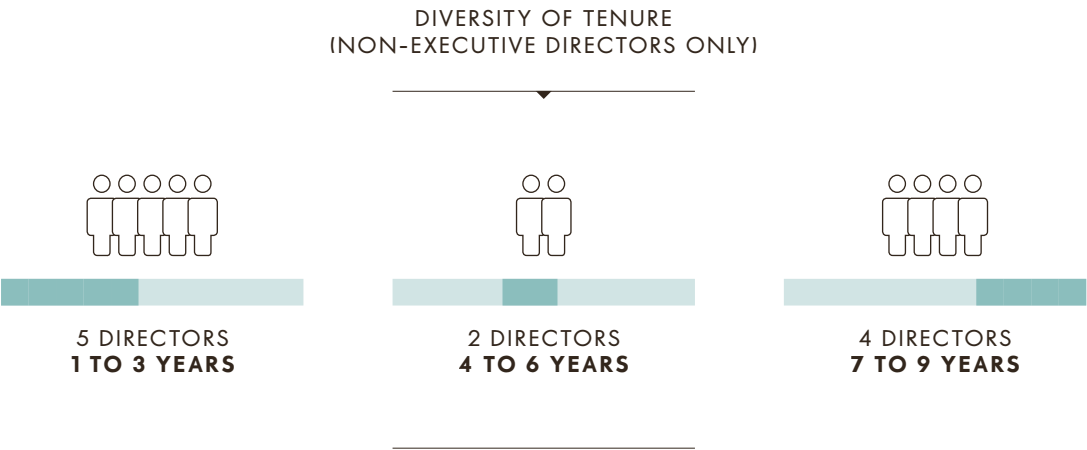 DIVERSITY OF TENURE
(NON-EXECUTIVE DIRECTORS ONLY)
5 DIRECTORS
1 TO 3 YEARS
2 DIRECTORS
4 TO 6 YEARS
4 DIRECTORS
7 TO 9 YEARS